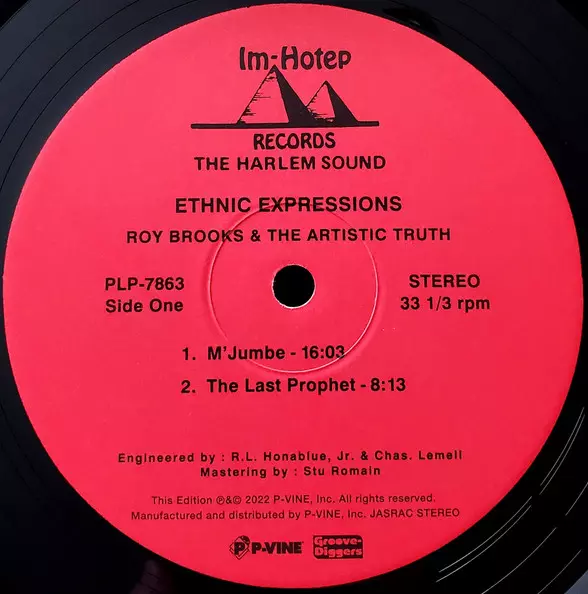 Im-Hotep
RECORDS
THE HARLEM SOUND
ETHNIC EXPRESSIONS
ROY BROOKS & THE ARTISTIC TRUTH
PLP-7863
Side One
STEREO
33 1/3 rpm
1. M'Jumbe - 16:03
2. The Last Prophet - 8:13
Engineered by : R.L. Honablue, Jr. & Chas. Lemell
Mastering by : Stu Romain
This Edition ℗&© 2022 P-VINE, Inc. All rights reserved.
Manufactured and distributed by P-VINE, Inc. JASRAC STEREO
P-VINE
Groove-
Diggers